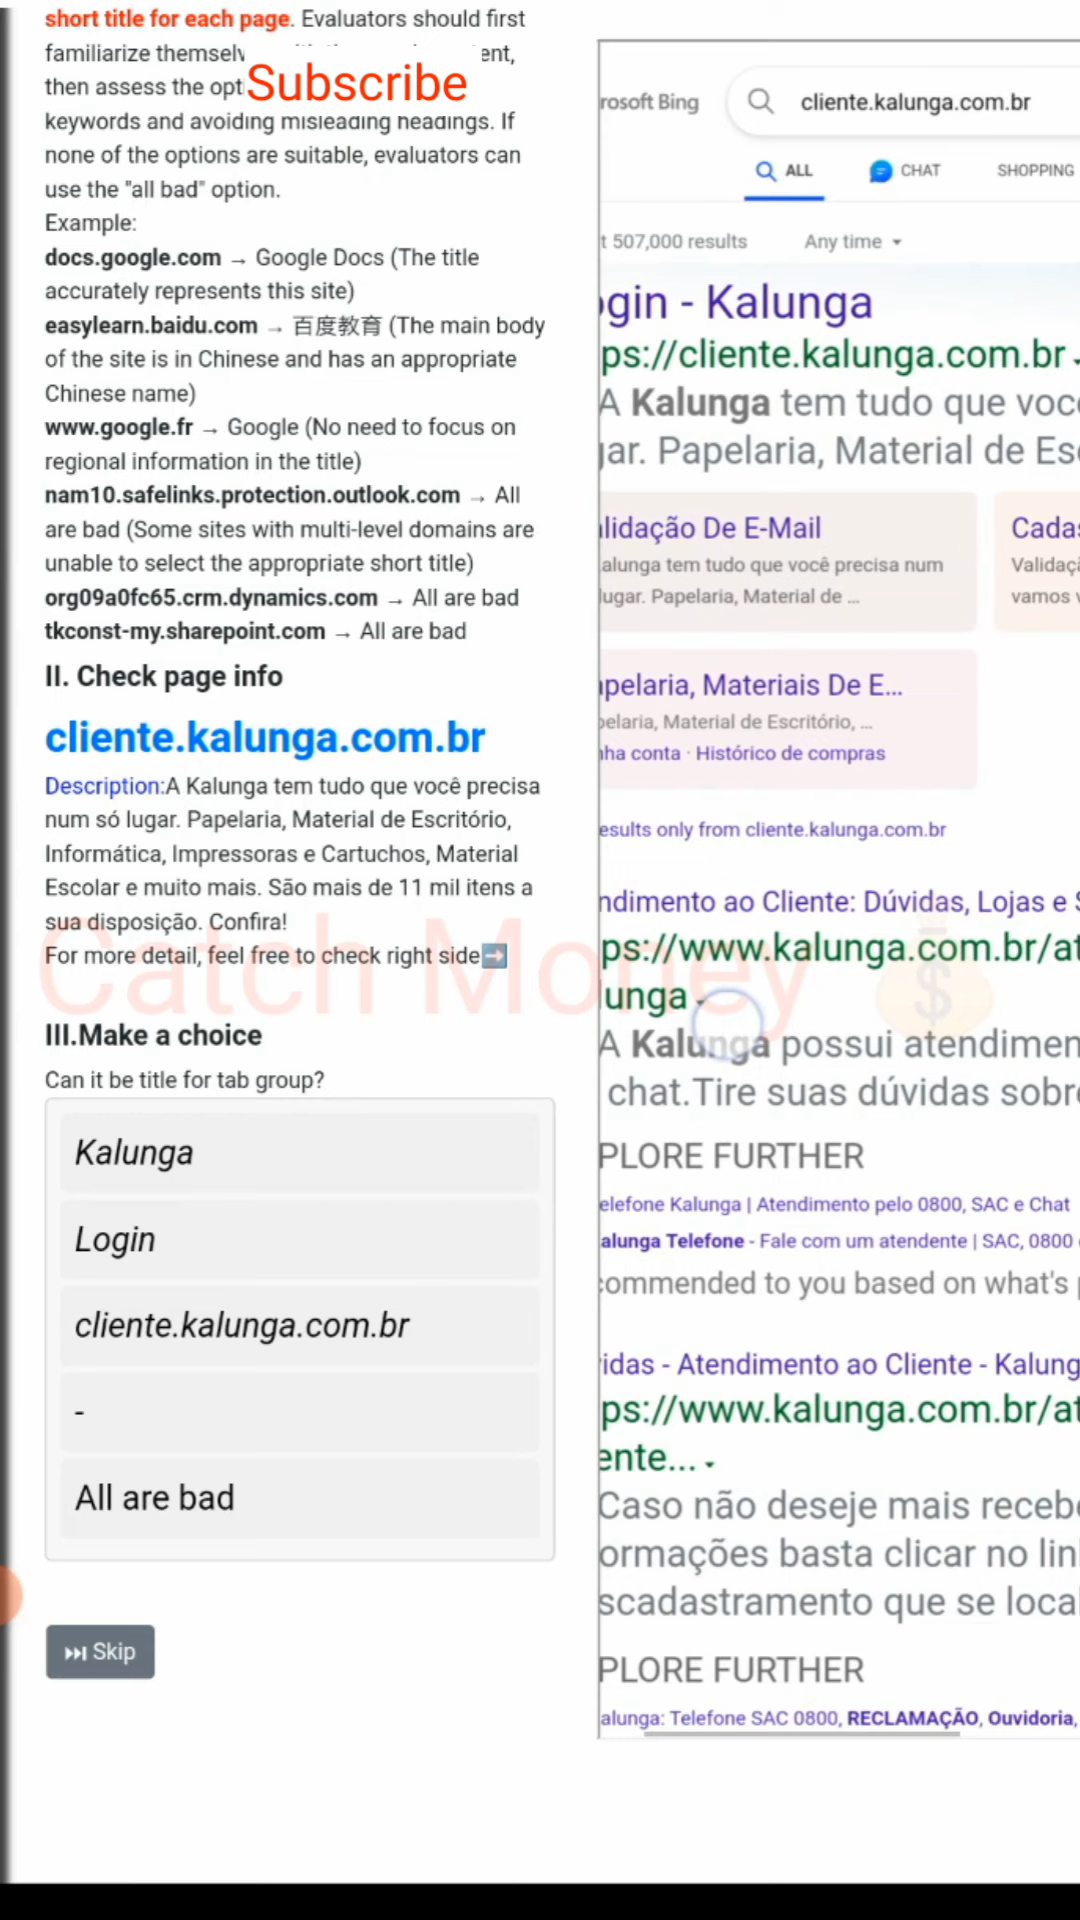 short title for each page. Evaluators should first
familiarize themselv ent,
then assess the opt
Subscribe
keywords and avoiding misleading headings. If
none of the options are suitable, evaluators can
use the "all bad" option.
Example:
docs.google.com → Google Docs (The title
accurately represents this site)
easylearn.baidu.com → 百度教育 (The main body
of the site is in Chinese and has an appropriate
Chinese name)
www.google.fr → Google (No need to focus on
regional information in the title)
nam10.safelinks.protection.outlook.com → All
are bad (Some sites with multi-level domains are
unable to select the appropriate short title)
org09a0fc65.crm.dynamics.com → All are bad
tkconst-my.sharepoint.com → All are bad
II. Check page info
cliente.kalunga.com.br
Description:A Kalunga tem tudo que você precisa
num só lugar. Papelaria, Material de Escritório,
Informática, Impressoras e Cartuchos, Material
Escolar e muito mais. São mais de 11 mil itens a
sua disposição. Confira!
For more detail, feel free to check right side➡
Catch Money
III.Make a choice
Can it be title for tab group?
Kalunga
Login
cliente.kalunga.com.br
-
All are bad
⏭ Skip
rosoft Bing
cliente.kalunga.com.br
ALL CHAT SHOPPING
t 507,000 results Any time
gin - Kalunga
ps://cliente.kalunga.com.br
A Kalunga tem tudo que voc
ar. Papelaria, Material de Es
lidação De E-Mail
alunga tem tudo que você precisa num
lugar. Papelaria, Material de ...
Cadas
Validaç
vamos v
pelaria, Materiais De E...
elaria, Material de Escritório, ...
nha conta · Histórico de compras
esults only from cliente.kalunga.com.br
ndimento ao Cliente: Dúvidas, Lojas e S
ps://www.kalunga.com.br/at
unga
A Kalunga possui atendimen
chat.Tire suas dúvidas sobr
PLORE FURTHER
elefone Kalunga | Atendimento pelo 0800, SAC e Chat
alunga Telefone - Fale com um atendente | SAC, 0800
commended to you based on what's p
idas - Atendimento ao Cliente - Kalung
ps://www.kalunga.com.br/at
ente...
Caso não deseje mais receb
ormações basta clicar no lin
scadastramento que se loca
PLORE FURTHER
alunga: Telefone SAC 0800, RECLAMAÇÃO, Ouvidoria,